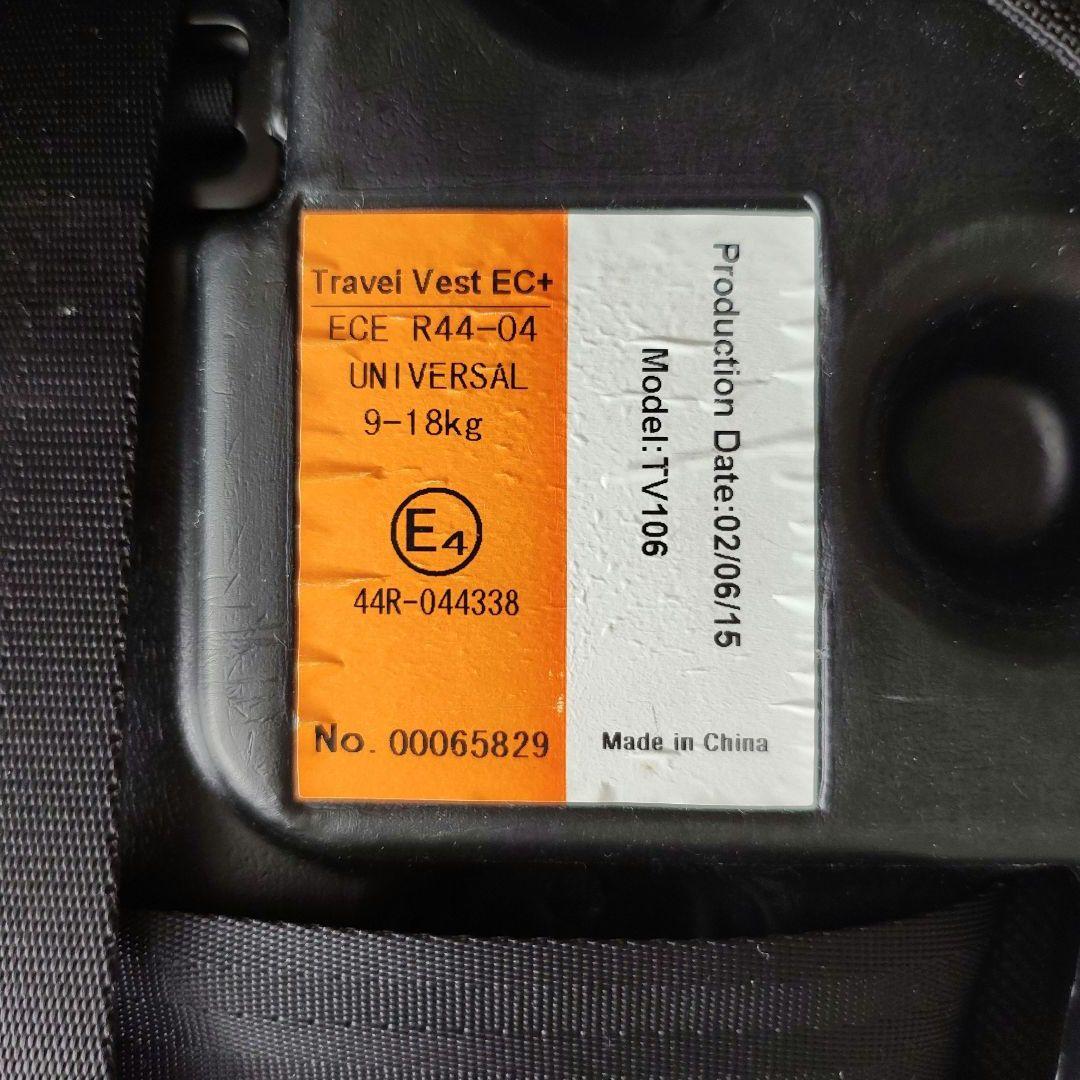 Travel Vest EC+
ECE R44-04
UNIVERSAL
9-18kg
E4
44R-044338
No. 00065829
Production Date:02/06/15
Model:TV106
Made in China